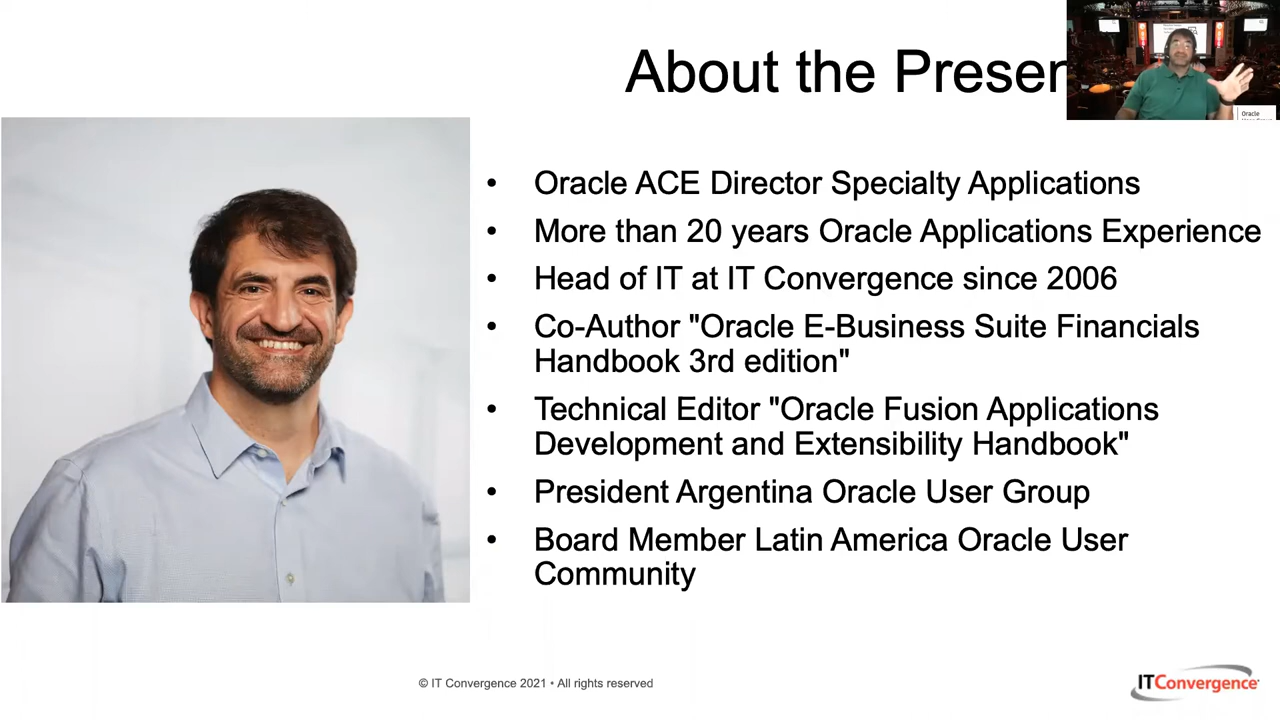 About the Presen
Oracle
• Oracle ACE Director Specialty Applications
• More than 20 years Oracle Applications Experience
• Head of IT at IT Convergence since 2006
• Co-Author "Oracle E-Business Suite Financials
Handbook 3rd edition"
• Technical Editor "Oracle Fusion Applications
Development and Extensibility Handbook"
• President Argentina Oracle User Group
• Board Member Latin America Oracle User
Community
© IT Convergence 2021 • All rights reserved
ITConvergence